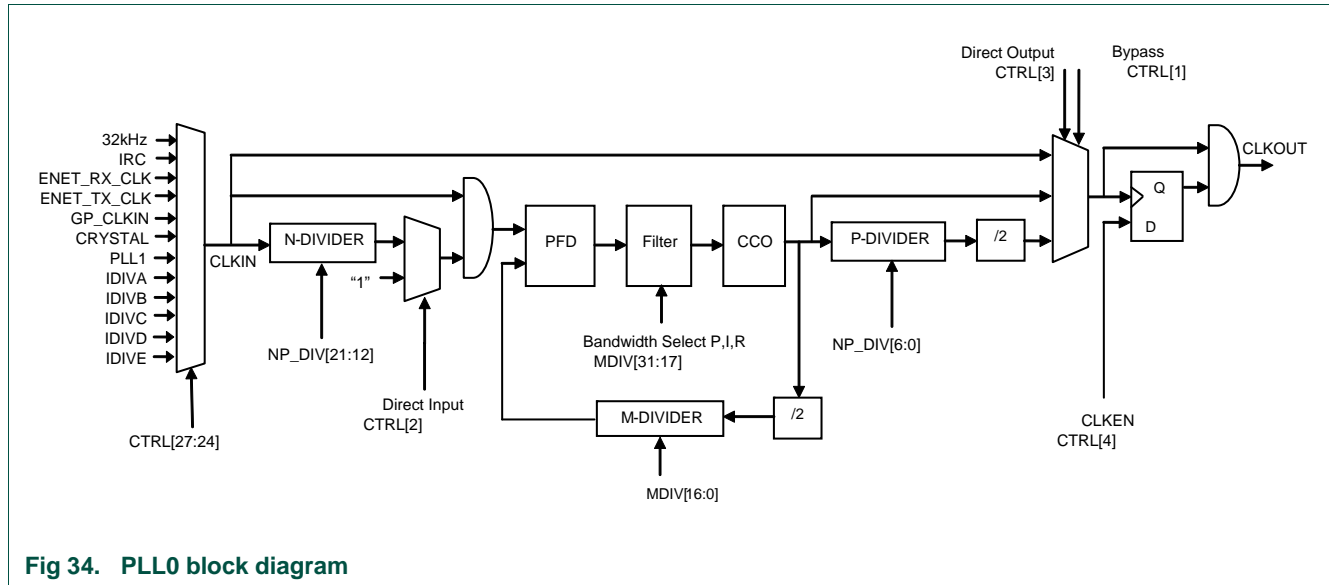 Direct Output
CTRL[3]
Bypass
CTRL[1]
32kHz
IRC
ENET_RX_CLK
ENET_TX_CLK
GP_CLKIN
CRYSTAL
PLL1
IDIVA
IDIVB
IDIVC
IDIVD
IDIVE
CTRL[27:24]
CLKIN
N-DIVIDER
"1"
NP_DIV[21:12]
Direct Input
CTRL[2]
PFD
Filter
CCO
P-DIVIDER
/2
Q
D
CLKOUT
Bandwidth Select P,I,R
MDIV[31:17]
NP_DIV[6:0]
M-DIVIDER
/2
MDIV[16:0]
CLKEN
CTRL[4]
Fig 34. PLL0 block diagram